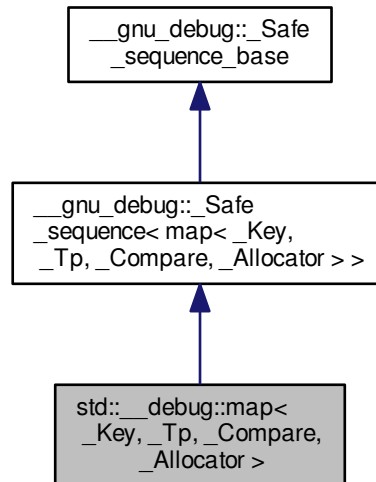 __gnu_debug::_Safe
_sequence_base
__gnu_debug::_Safe
_sequence< map< _Key,
_Tp, _Compare, _Allocator > >
std::__debug::map<
_Key, _Tp, _Compare,
_Allocator >